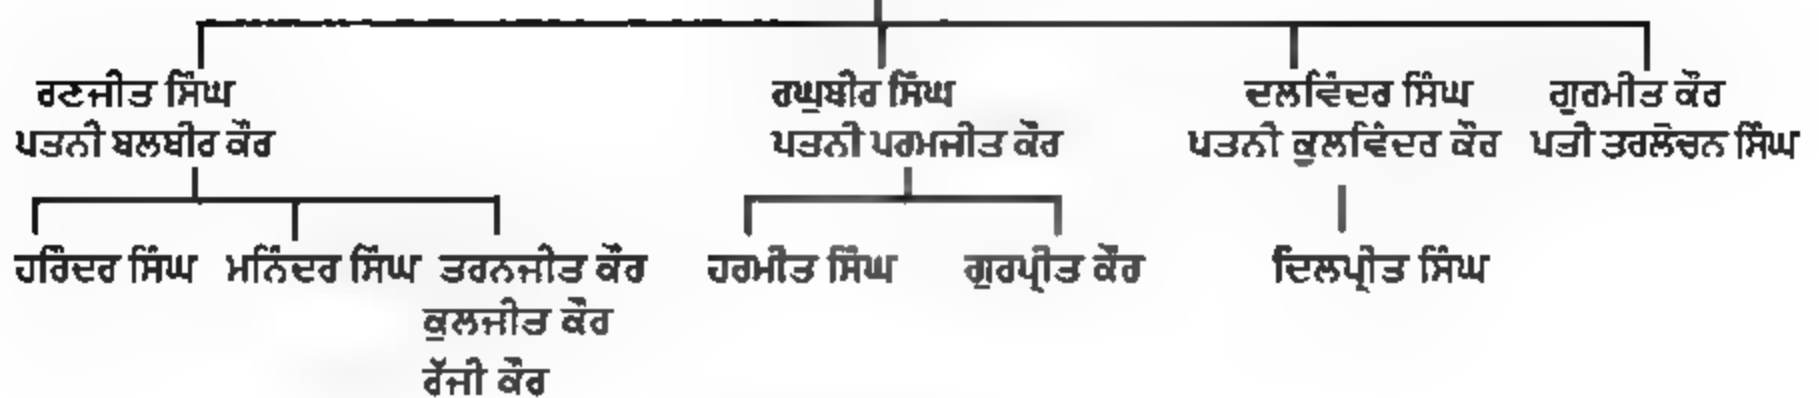 ਰਣਜੀਤ ਸਿੰਘ ਰਘੁਬੀਰ ਸਿੰਘ ਦਲਵਿੰਦਰ ਸਿੰਘ ਗੁਰਮੀਤ ਕੌਰ
ਪਤਨੀ ਬਲਬੀਰ ਕੌਰ ਪਤਨੀ ਪਰਮਜੀਤ ਕੌਰ ਪਤਨੀ ਕੁਲਵਿੰਦਰ ਕੌਰ ਪਤੀ ਤਰਲੋਚਨ ਸਿੰਘ
ਹਰਿੰਦਰ ਸਿੰਘ ਮਨਿੰਦਰ ਸਿੰਘ ਤਰਨਜੀਤ ਕੌਰ ਹਰਮੀਤ ਸਿੰਘ ਗੁਰਪ੍ਰੀਤ ਕੌਰ ਦਿਲਪ੍ਰੀਤ ਸਿੰਘ
ਕੁਲਜੀਤ ਕੌਰ
ਰੱਜੀ ਕੌਰ